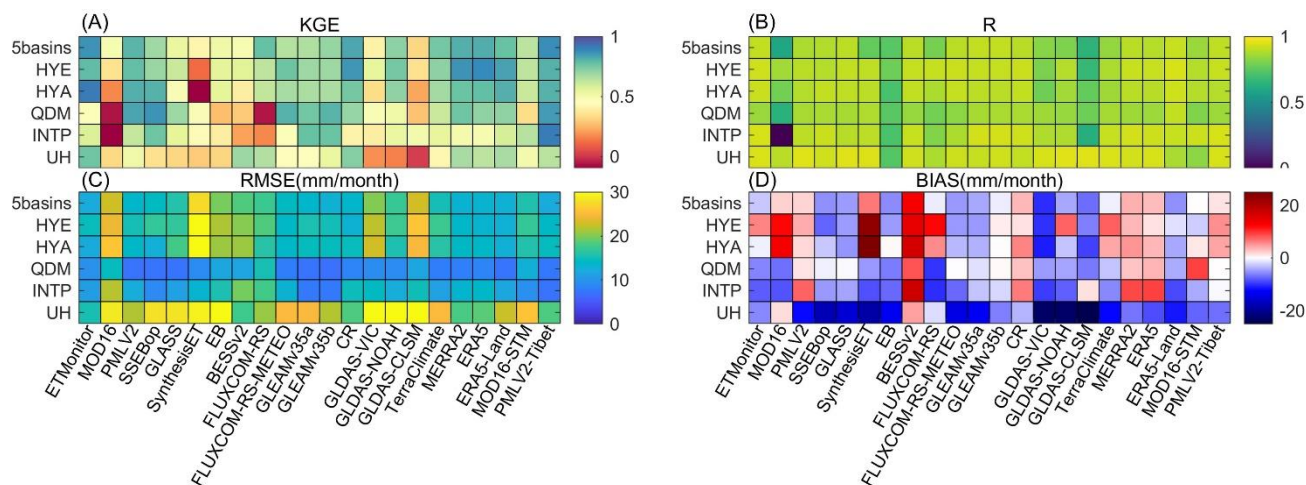 (A) KGE
5basins
HYE
HYA
QDM
INTP
UH
1
0.5
0
(B) R
5basins
HYE
HYA
QDM
INTP
UH
1
0.5
0
(C) RMSE(mm/month)
5basins
HYE
HYA
QDM
INTP
UH
30
20
10
0
ETMonitor
MOD16
PMLV2
SSEBop
GLASS
SynthesisET
EB
BESSv2
FLUXCOM-RS
FLUXCOM-RS-METEO
GLEAMv35a
GLEAMv35b
CR
GLDAS-VIC
GLDAS-NOAH
GLDAS-CLSM
TerraClimate
MERRA2
ERA5
ERA5-Land
MOD16-STM
PMLV2-Tibet
(D) BIAS(mm/month)
5basins
HYE
HYA
QDM
INTP
UH
20
10
0
-10
-20
ETMonitor
MOD16
PMLV2
SSEBop
GLASS
SynthesisET
EB
BESSv2
FLUXCOM-RS
FLUXCOM-RS-METEO
GLEAMv35a
GLEAMv35b
CR
GLDAS-VIC
GLDAS-NOAH
GLDAS-CLSM
TerraClimate
MERRA2
ERA5
ERA5-Land
MOD16-STM
PMLV2-Tibet